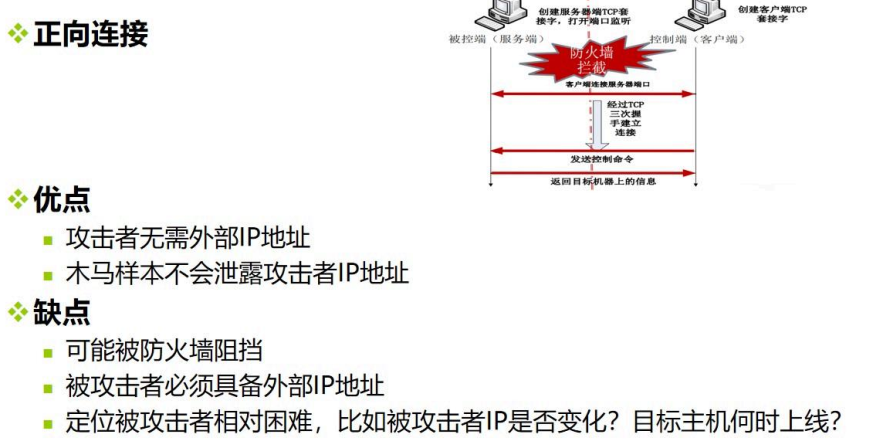 正向连接
创建服务器端TCP套
接字，打开端口监听
创建客户端TCP
套接字
被控端（服务端）
控制端（客户端）
防火墙
拦截
客户端连接服务器端口
经过TCP
三次握
手建立
连接
发送控制命令
返回目标机器上的信息
优点
攻击者无需外部IP地址
木马样本不会泄露攻击者IP地址
缺点
可能被防火墙阻挡
被攻击者必须具备外部IP地址
定位被攻击者相对困难，比如被攻击者IP是否变化？目标主机何时上线？